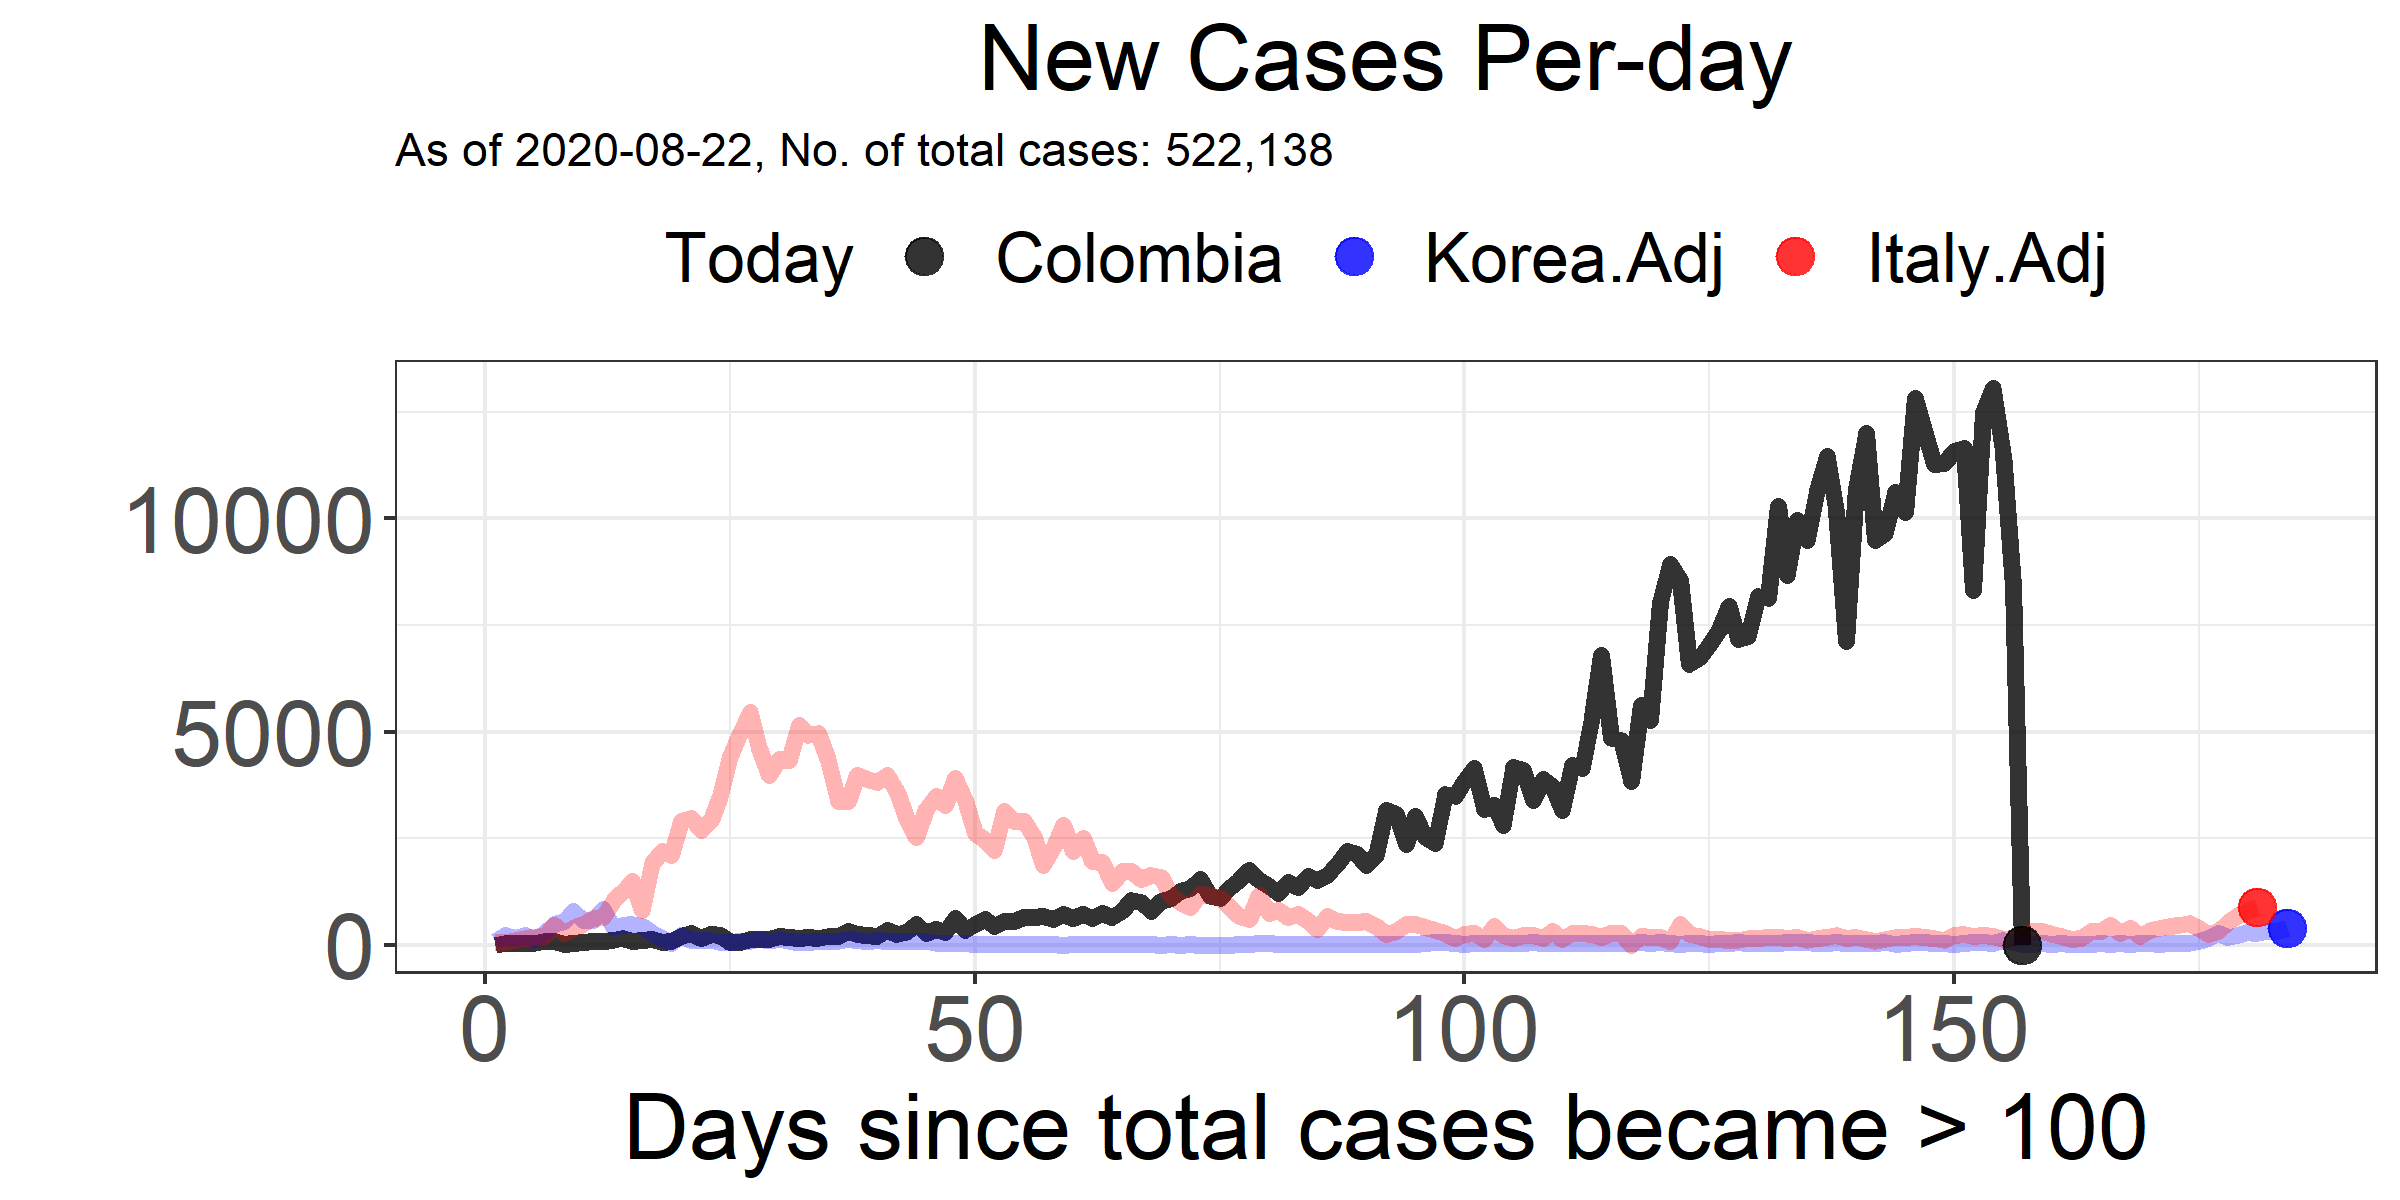 New Cases Per-day
As of 2020-08-22, No. of total cases: 522,138
Today Colombia Korea.Adj Italy.Adj
10000
5000
0
0 50 100 150
Days since total cases became > 100